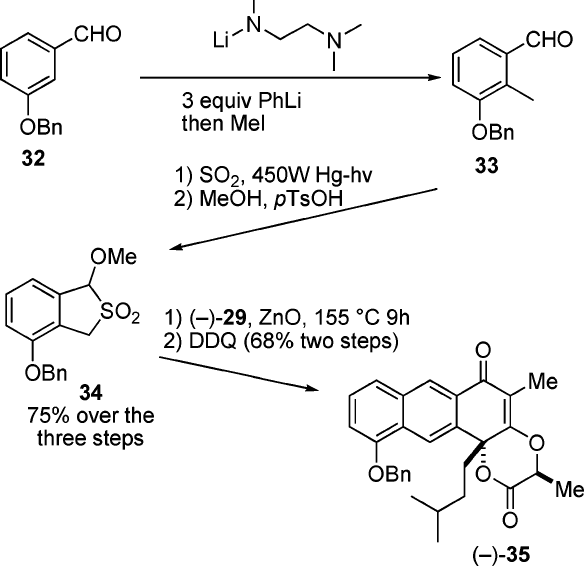 CHO
OBn
32
Li
N
N
3 equiv PhLi
then MeI
CHO
OBn
33
1) SO2, 450W Hg-hv
2) MeOH, pTsOH
OMe
SO2
OBn
34
75% over the
three steps
1) (–)-29, ZnO, 155 °C 9h
2) DDQ (68% two steps)
O
Me
O
OBn
O
Me
O
(–)-35